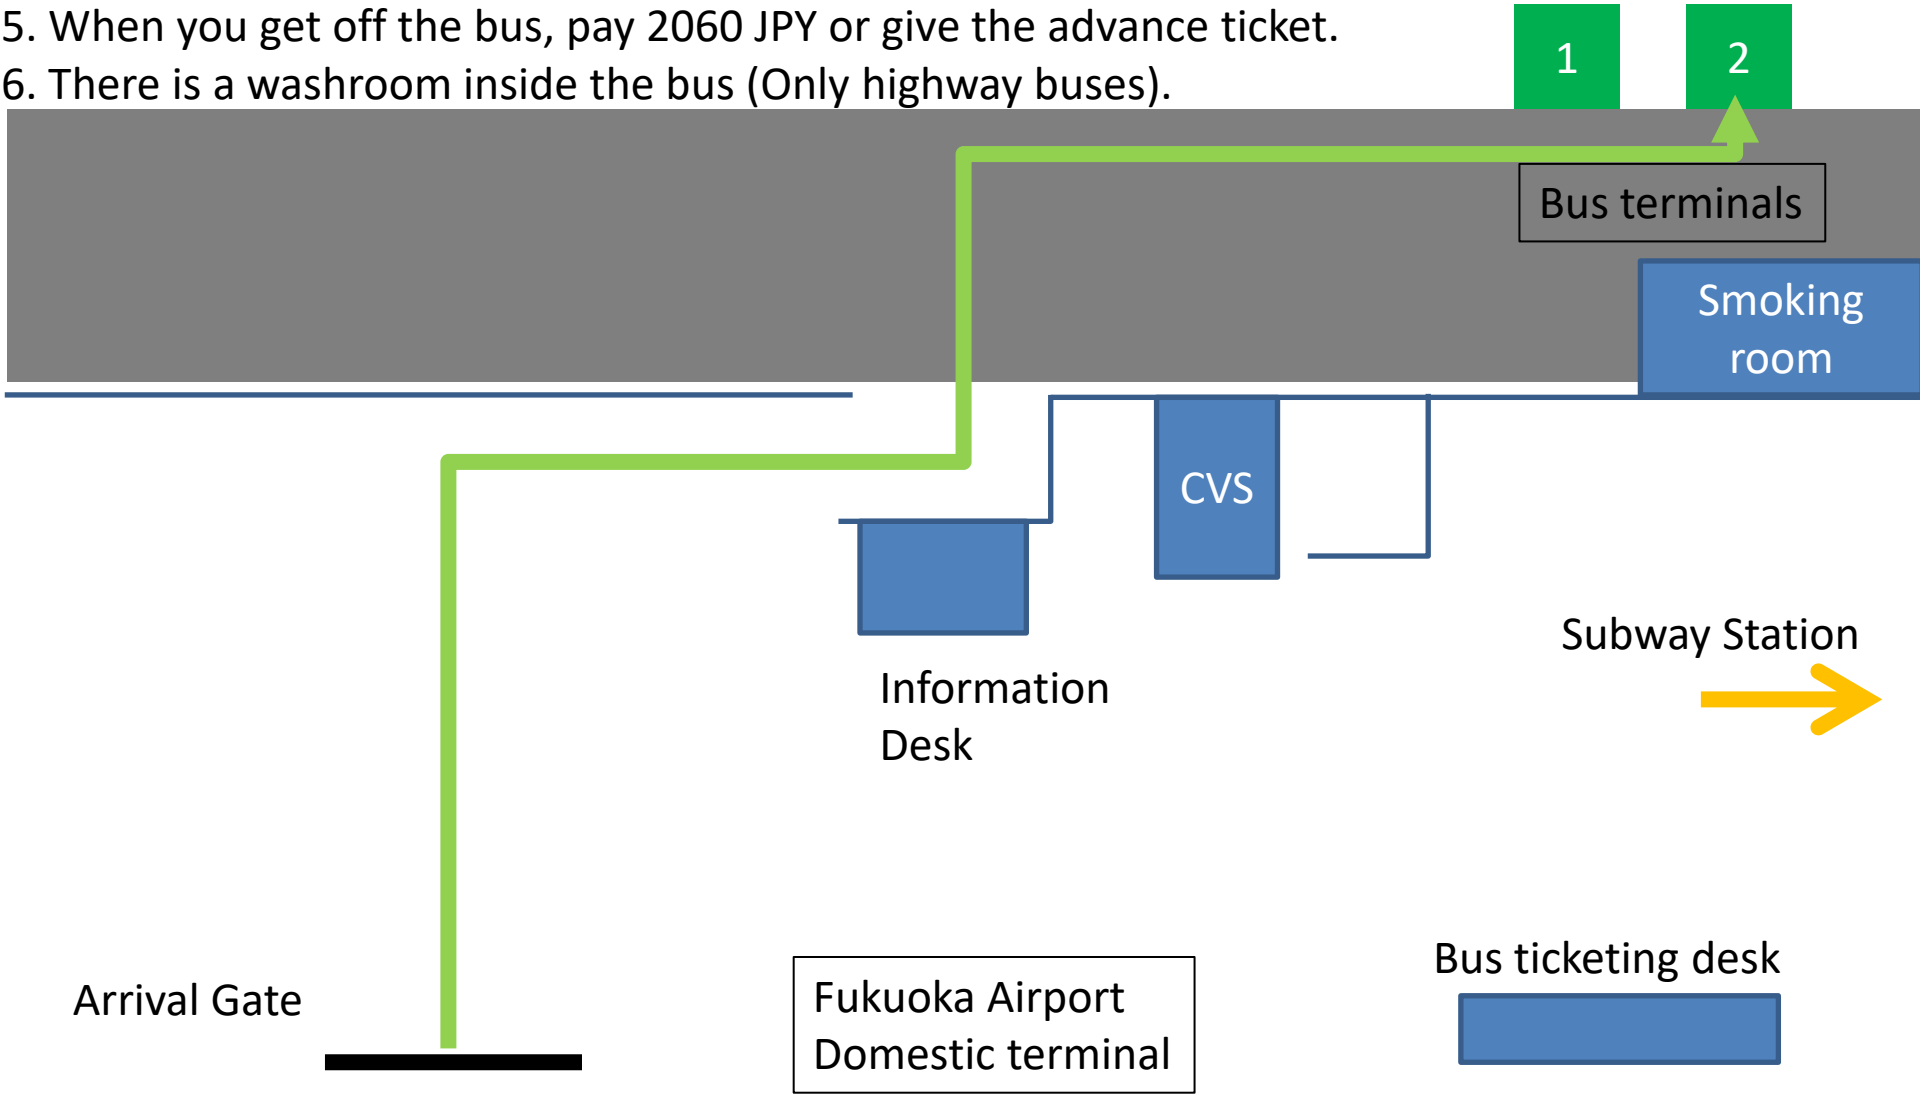 5. When you get off the bus, pay 2060 JPY or give the advance ticket.
6. There is a washroom inside the bus (Only highway buses).
1
2
Bus terminals
Smoking
room
CVS
Subway Station
Information
Desk
Bus ticketing desk
Arrival Gate
Fukuoka Airport
Domestic terminal